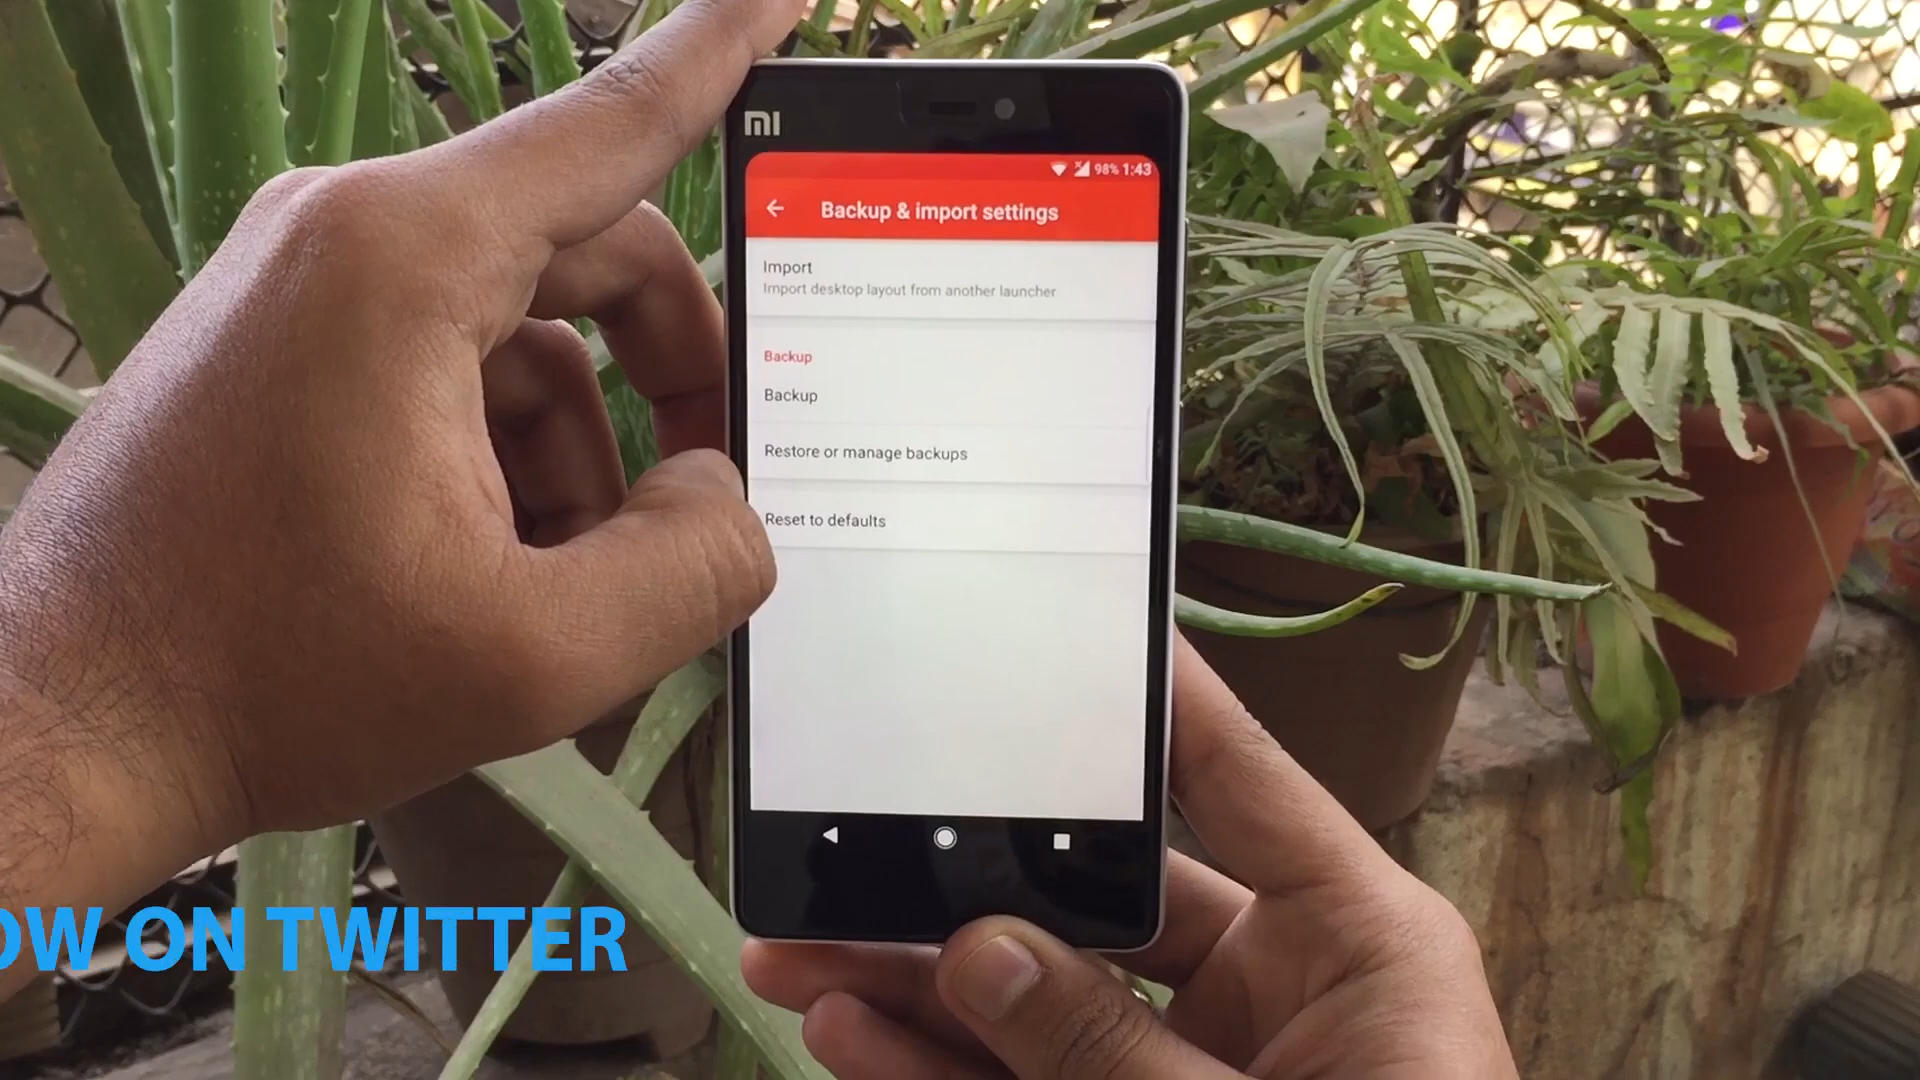 MI
98% 1:43
Backup & import settings
Import
Import desktop layout from another launcher
Backup
Backup
Restore or manage backups
Reset to defaults
OW ON TWITTER